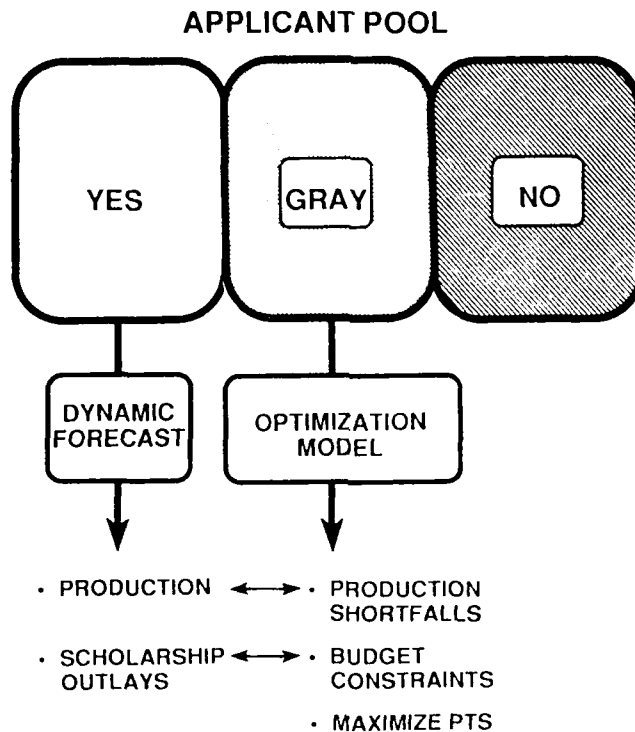 APPLICANT POOL
YES
GRAY
NO
DYNAMIC
FORECAST
OPTIMIZATION
MODEL
· PRODUCTION
· SCHOLARSHIP
OUTLAYS
· PRODUCTION
SHORTFALLS
· BUDGET
CONSTRAINTS
· MAXIMIZE PTS